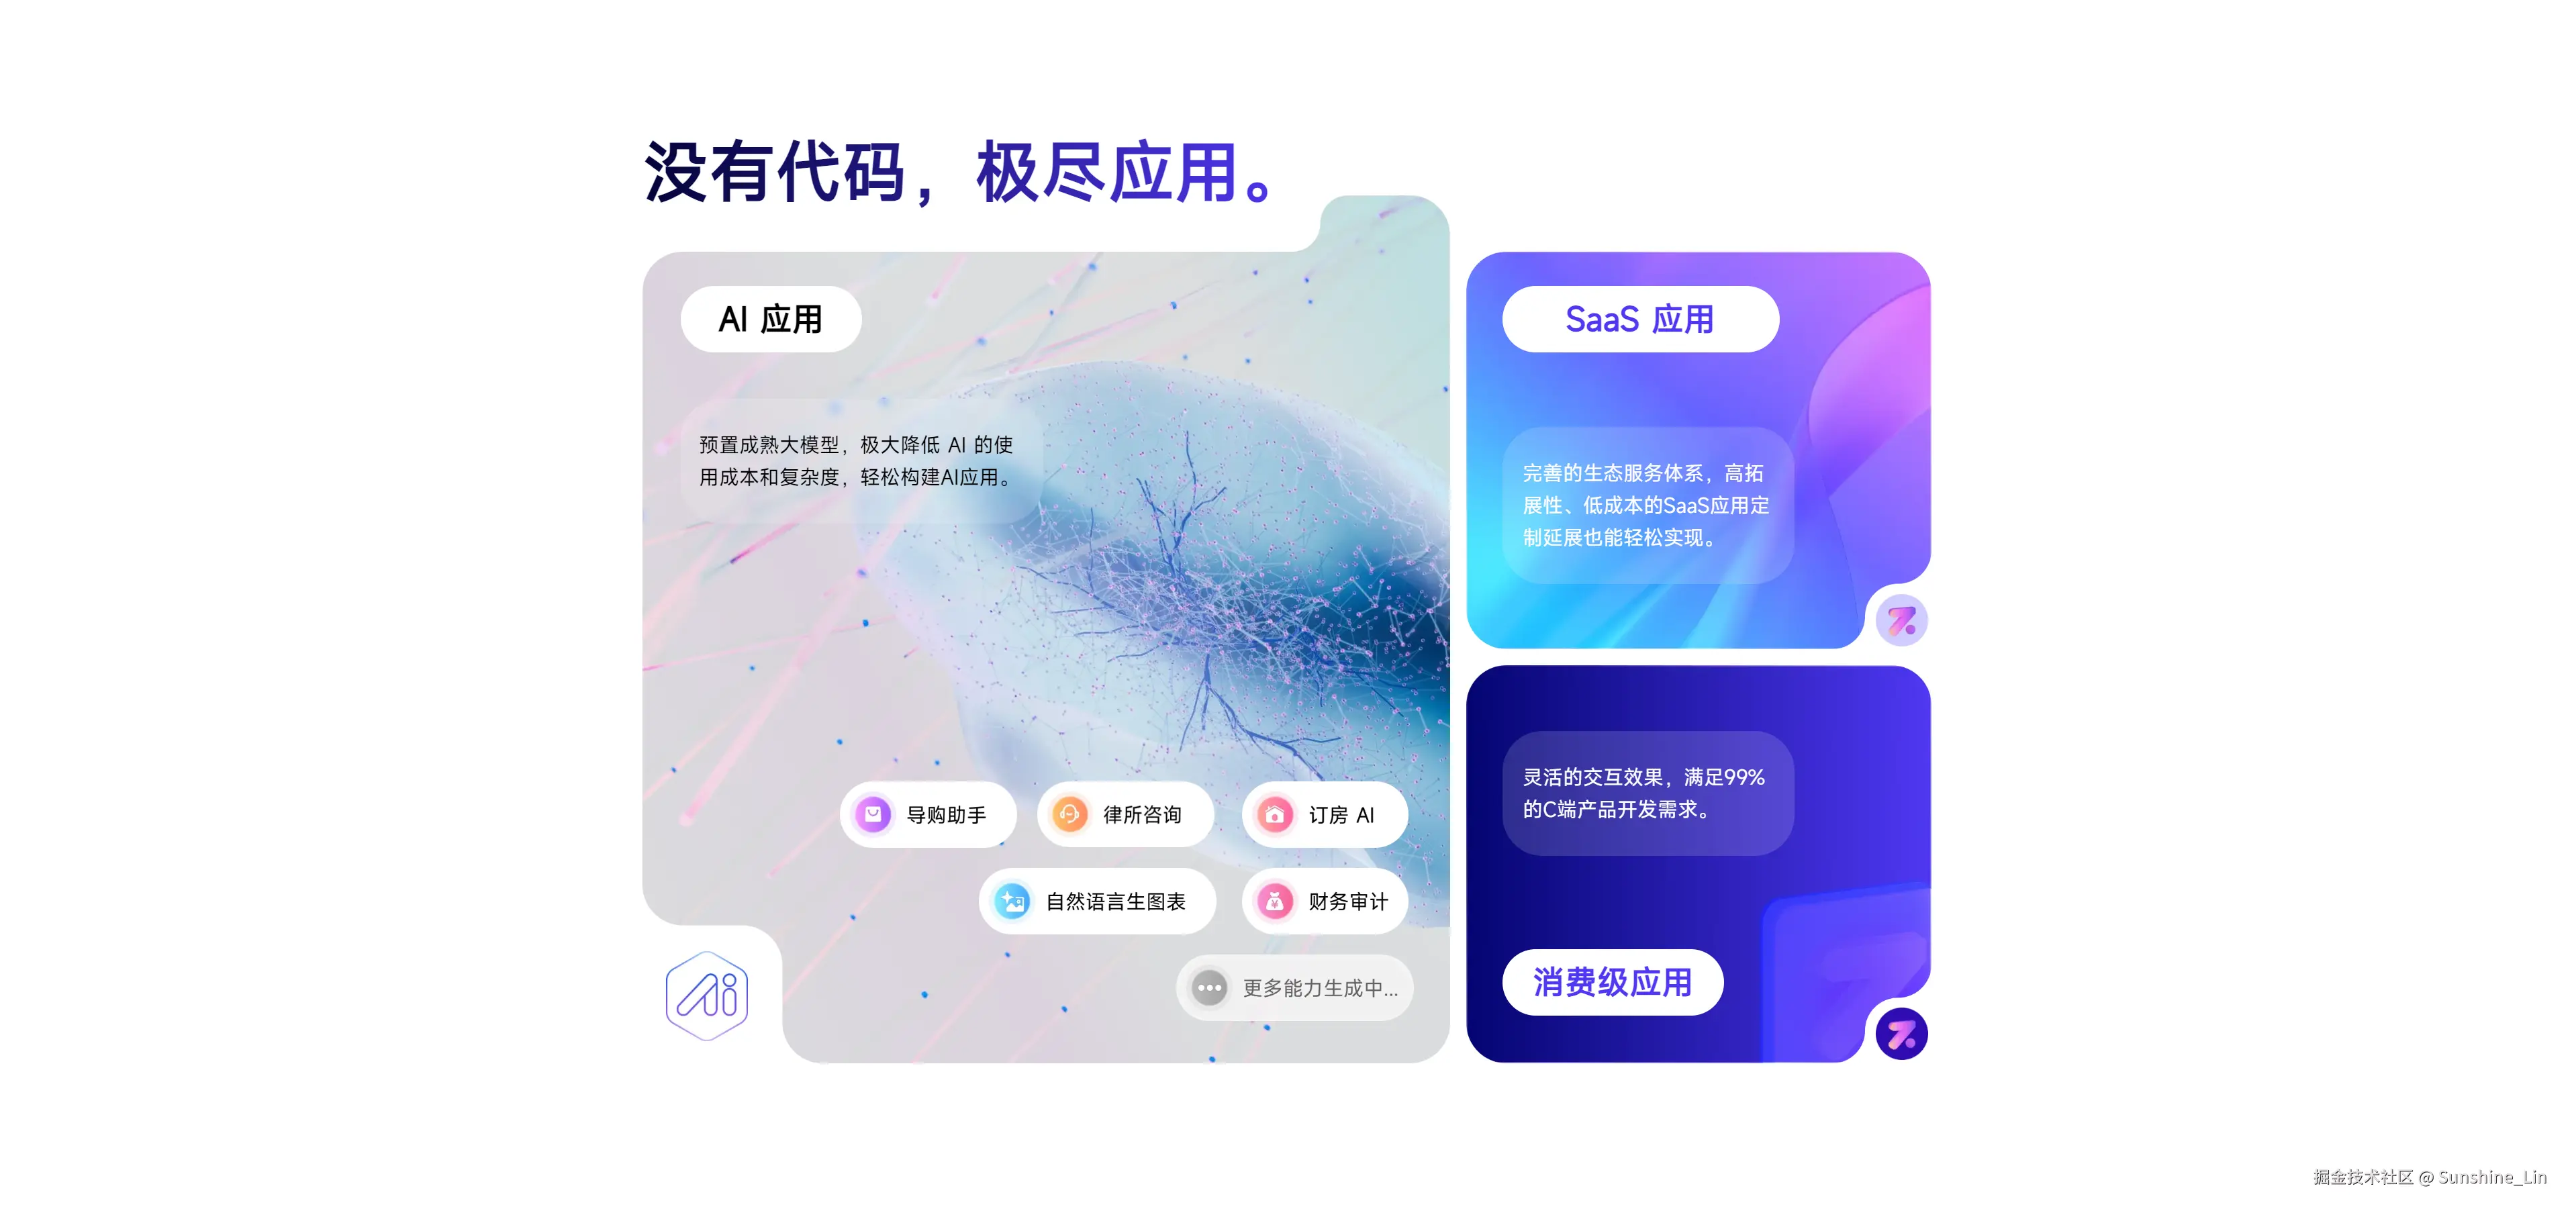 没有代码，极尽应用。
AI 应用
预置成熟大模型，极大降低 AI 的使
用成本和复杂度，轻松构建AI应用。
导购助手
律所咨询
订房 AI
自然语言生图表
财务审计
更多能力生成中...
Ai
SaaS 应用
完善的生态服务体系，高拓
展性、低成本的SaaS应用定
制延展也能轻松实现。
灵活的交互效果，满足99%
的C端产品开发需求。
消费级应用
掘金技术社区 @ Sunshine_Lin